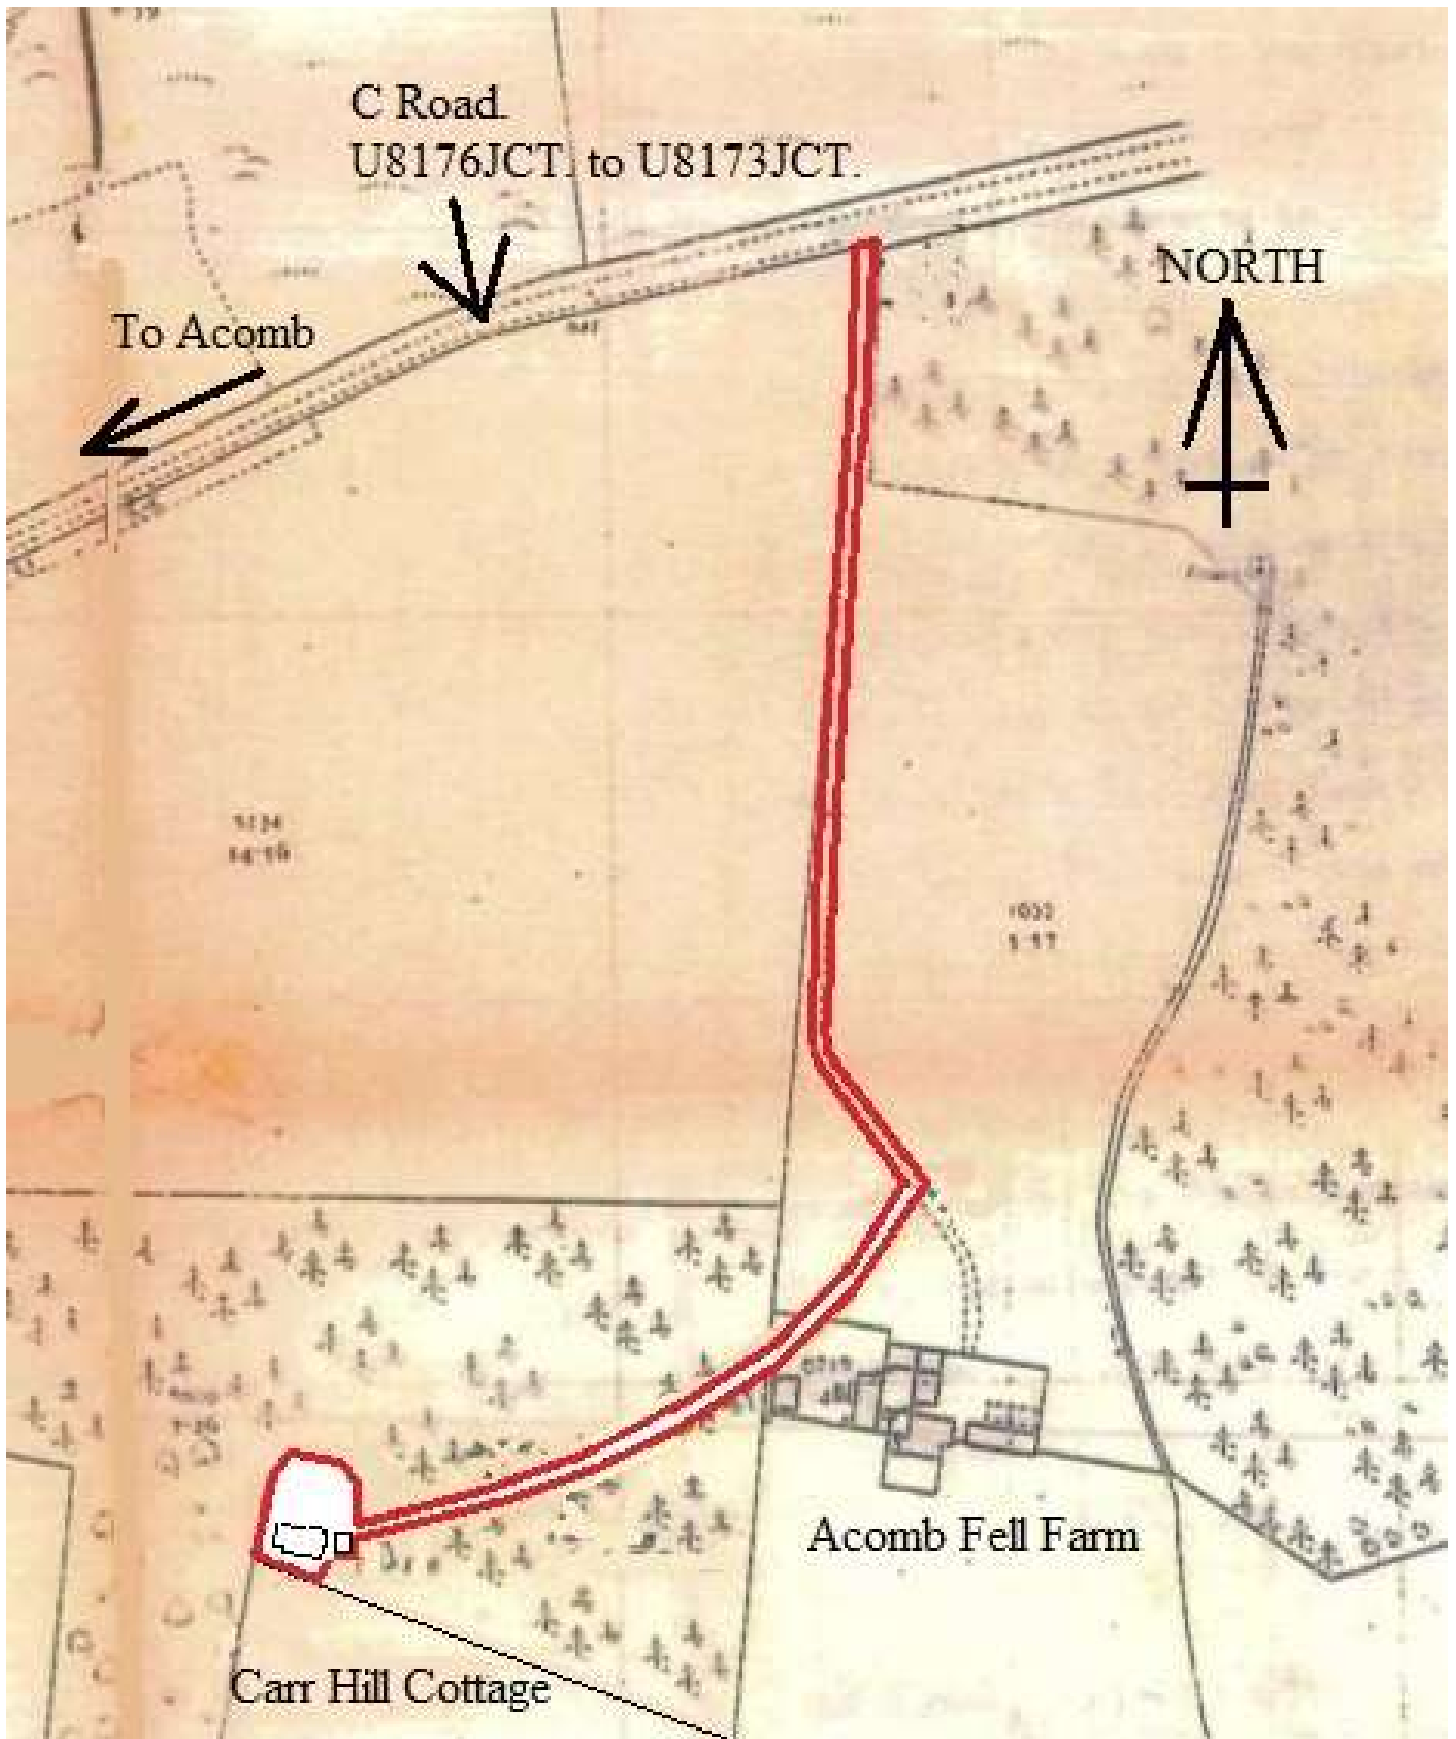 C Road.
U8176JCT. to U8173JCT.
NORTH
To Acomb
Acomb Fell Farm
Carr Hill Cottage